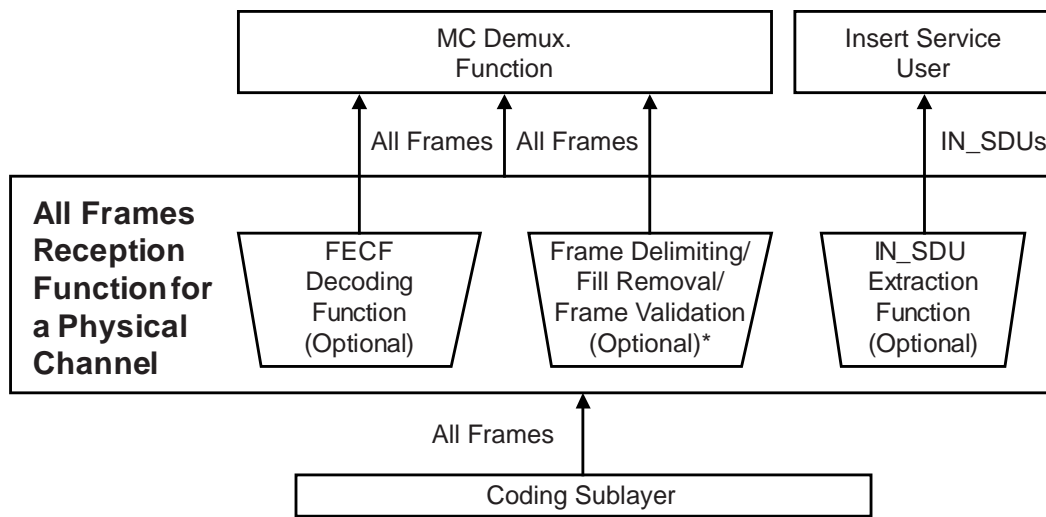 MC Demux.
Function
Insert Service
User
All Frames
All Frames
IN_SDUs
All Frames
Reception
Function for
a Physical
Channel
FECF
Decoding
Function
(Optional)
Frame Delimiting/
Fill Removal/
Frame Validation
(Optional)*
IN_SDU
Extraction
Function
(Optional)
All Frames
Coding Sublayer